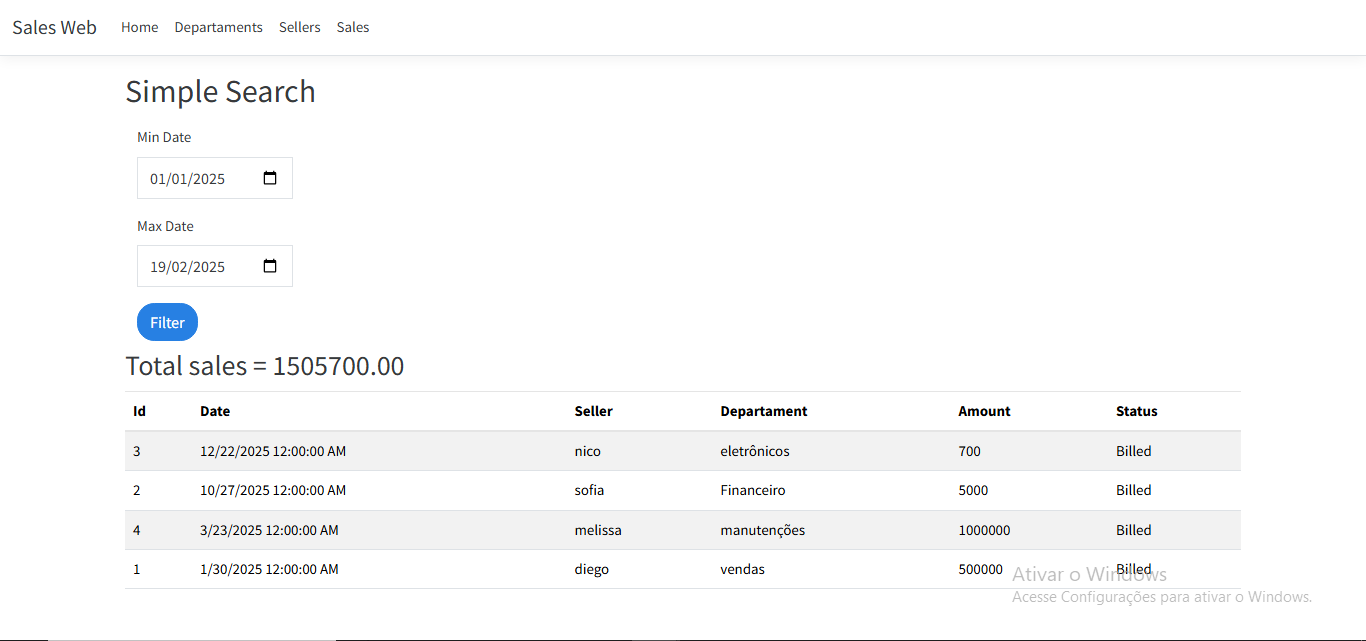 Sales Web Home Departaments Sellers Sales
Simple Search
Min Date
01/01/2025
Max Date
19/02/2025
Filter
Total sales = 1505700.00
Id Date Seller Departament Amount Status
3 12/22/2025 12:00:00 AM nico eletrônicos 700 Billed
2 10/27/2025 12:00:00 AM sofia Financeiro 5000 Billed
4 3/23/2025 12:00:00 AM melissa manutenções 1000000 Billed
1 1/30/2025 12:00:00 AM diego vendas 500000 Billed
Ativar o Windows
Acesse Configurações para ativar o Windows.